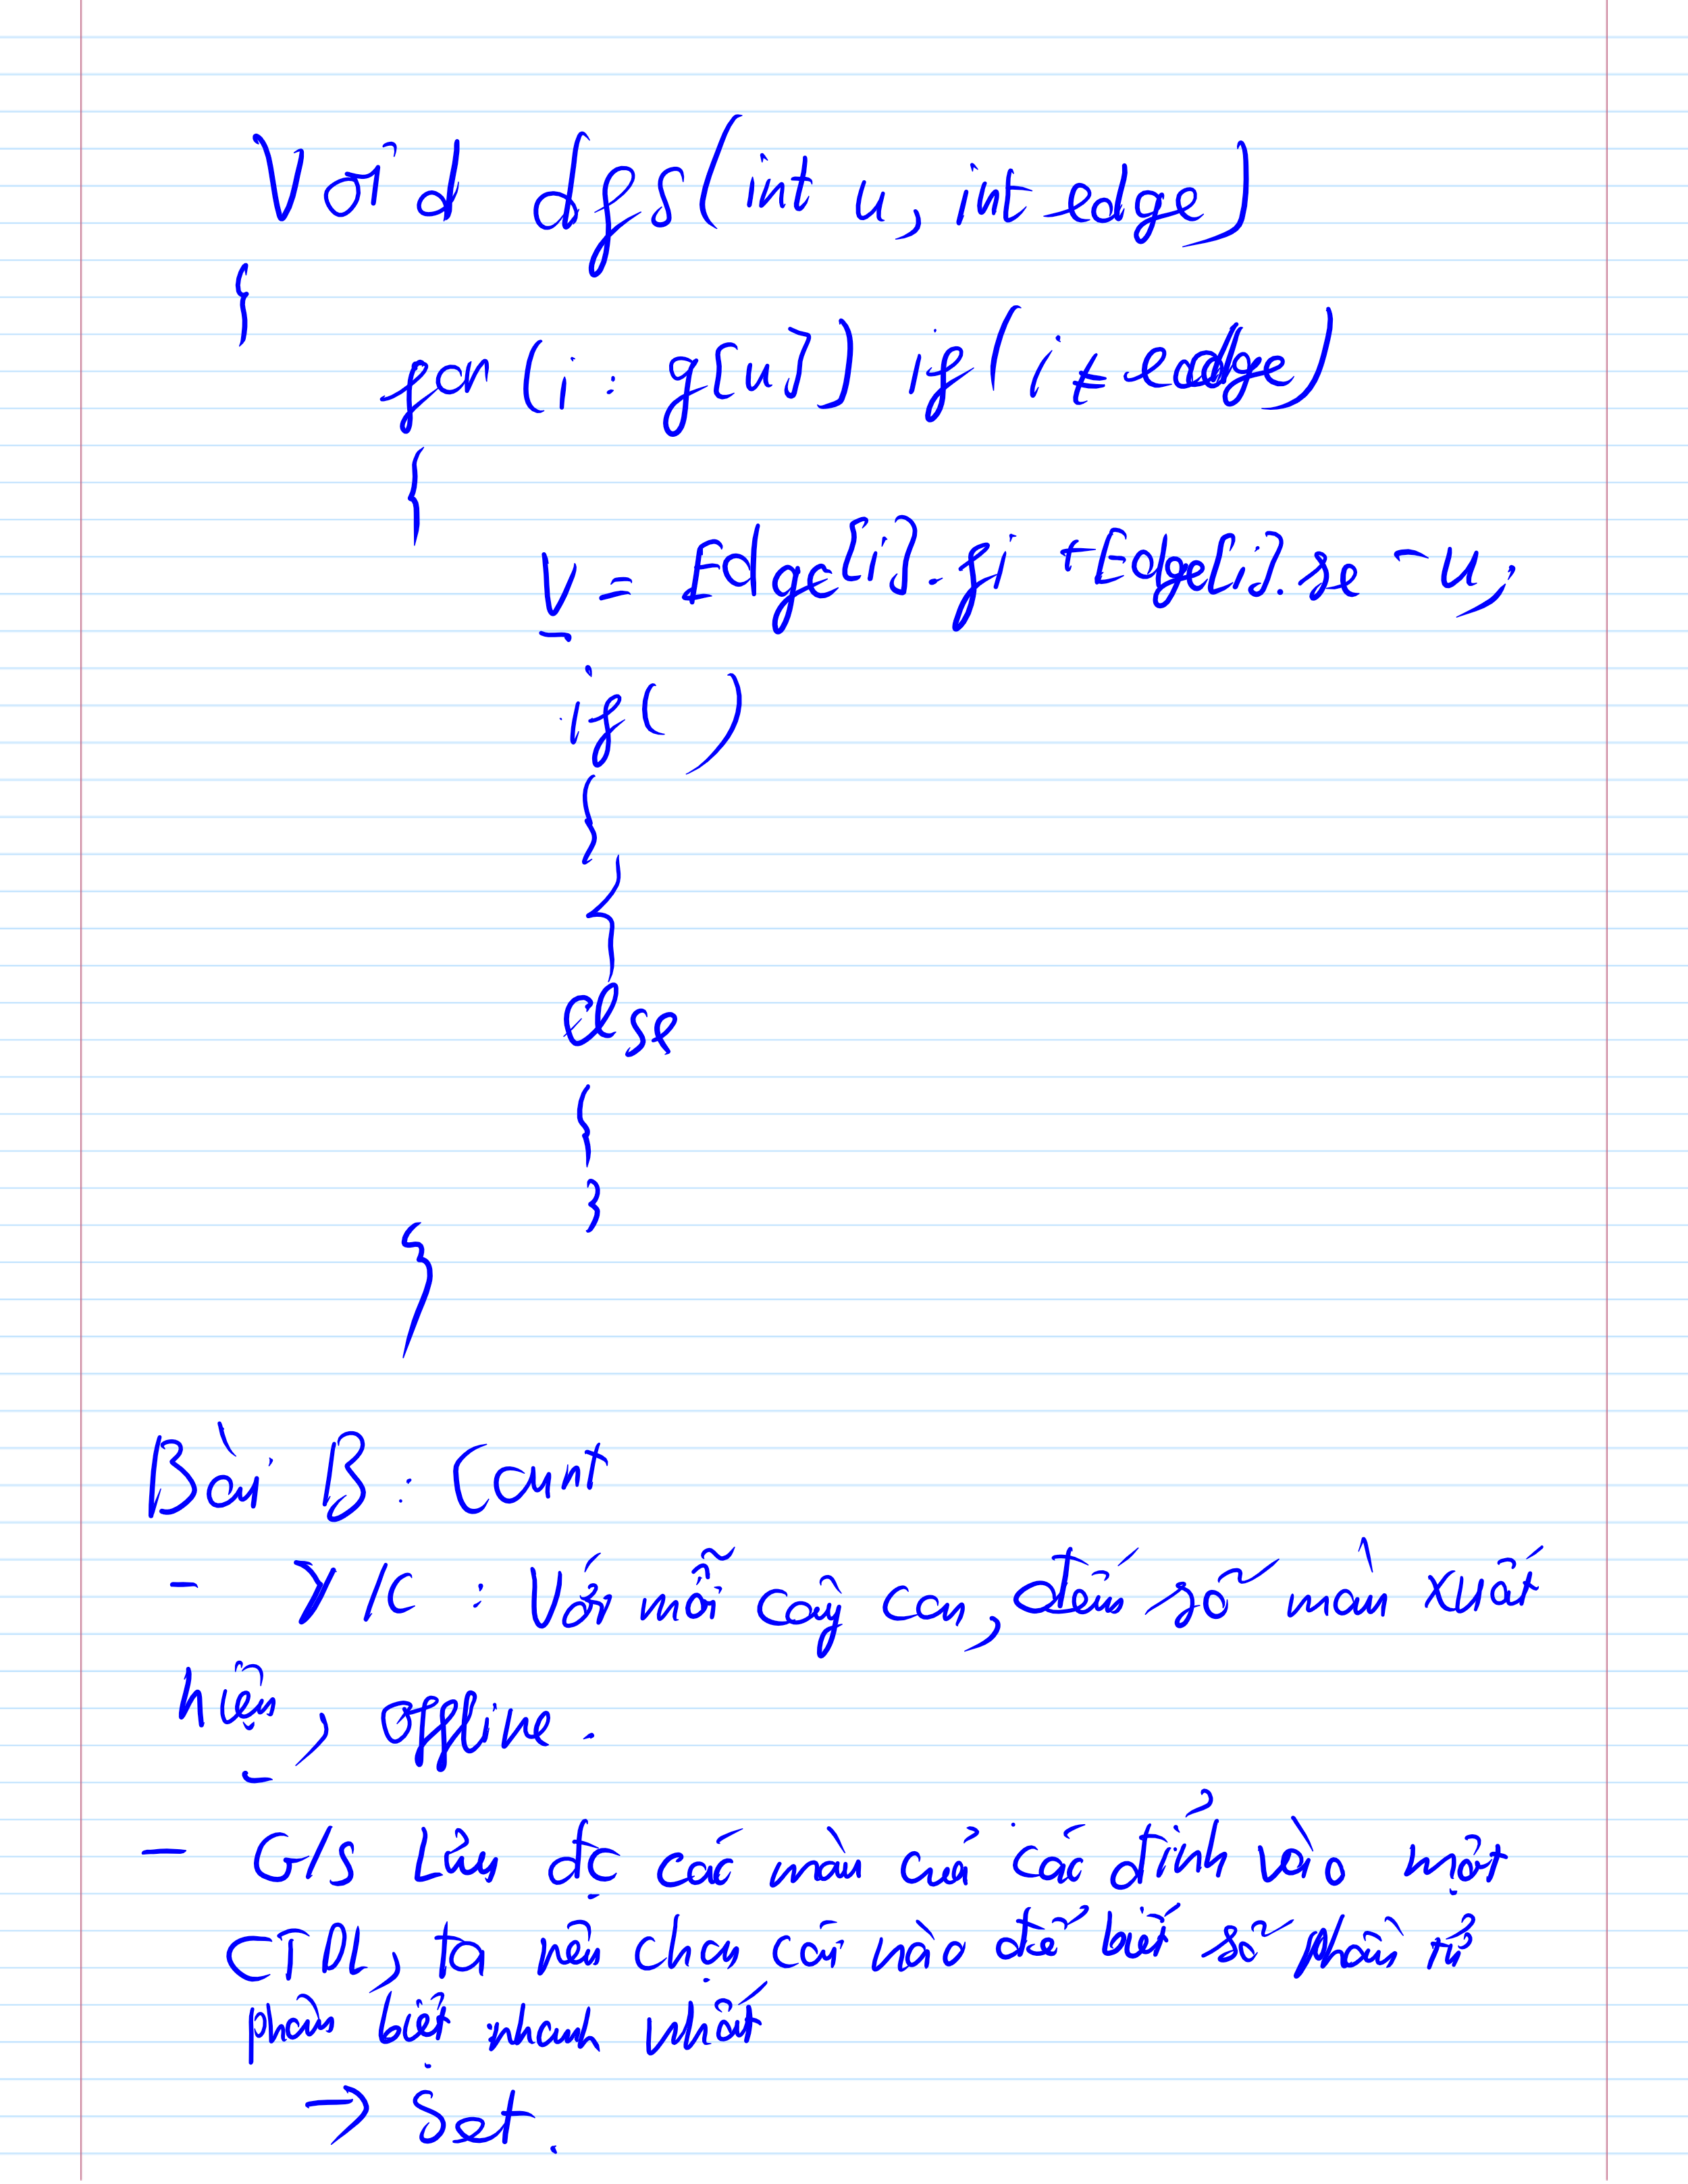 Void dfs(int u, int edge)
{
for (i : g[u]) if (i ≠ edge)
{
V = Edge[i].fi + Edge[i].se - u,
if ( )
{
}
else
{
}
}
Bài B : Count
- Y/C : Với mỗi cây con, đếm số màu xuất
hiện, offline.
- G/s Lưu đc các màu của các đỉnh vào một
CTDL, ta nên chọn cái nào để biết số phần tử
phân biệt nhanh nhất
→ Set.